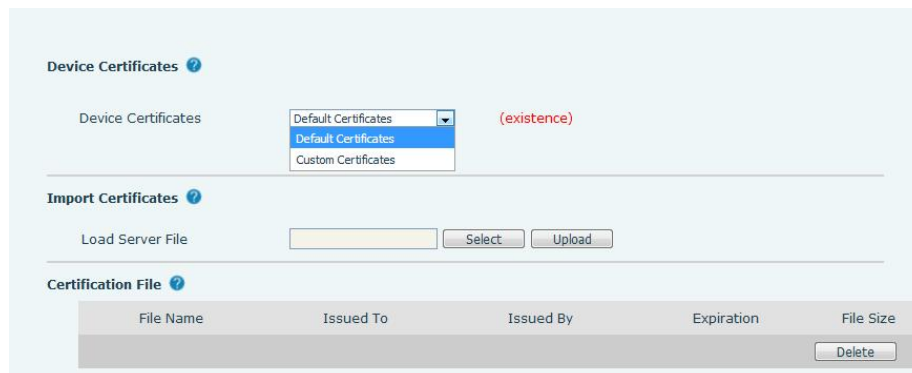 Device Certificates ?
Device Certificates Default Certificates (existence)
Default Certificates
Custom Certificates
Import Certificates ?
Load Server File Select Upload
Certification File ?
File Name Issued To Issued By Expiration File Size
Delete